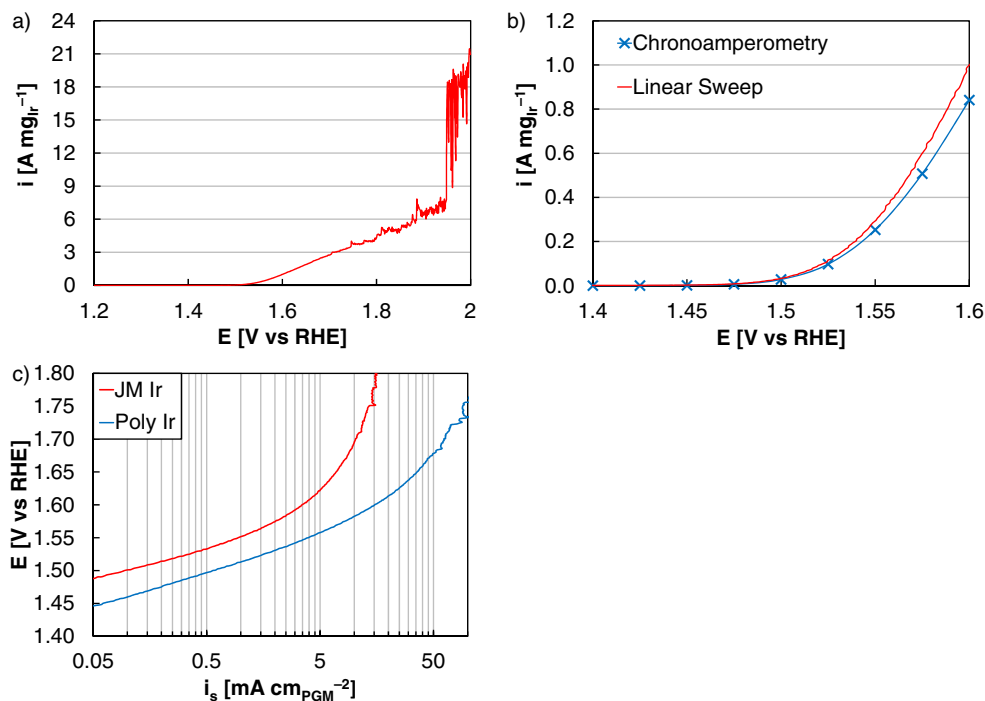 a)
24
21
18
15
12
9
6
3
0
i [A mg_Ir⁻¹]
1.2 1.4 1.6 1.8 2
E [V vs RHE]
b)
1.2
1.0
0.8
0.6
0.4
0.2
0.0
i [A mg_Ir⁻¹]
Chronoamperometry
Linear Sweep
1.4 1.45 1.5 1.55 1.6
E [V vs RHE]
c)
1.80
1.75
1.70
1.65
1.60
1.55
1.50
1.45
1.40
E [V vs RHE]
JM Ir
Poly Ir
0.05 0.5 5 50
i_s [mA cm_PGM⁻²]